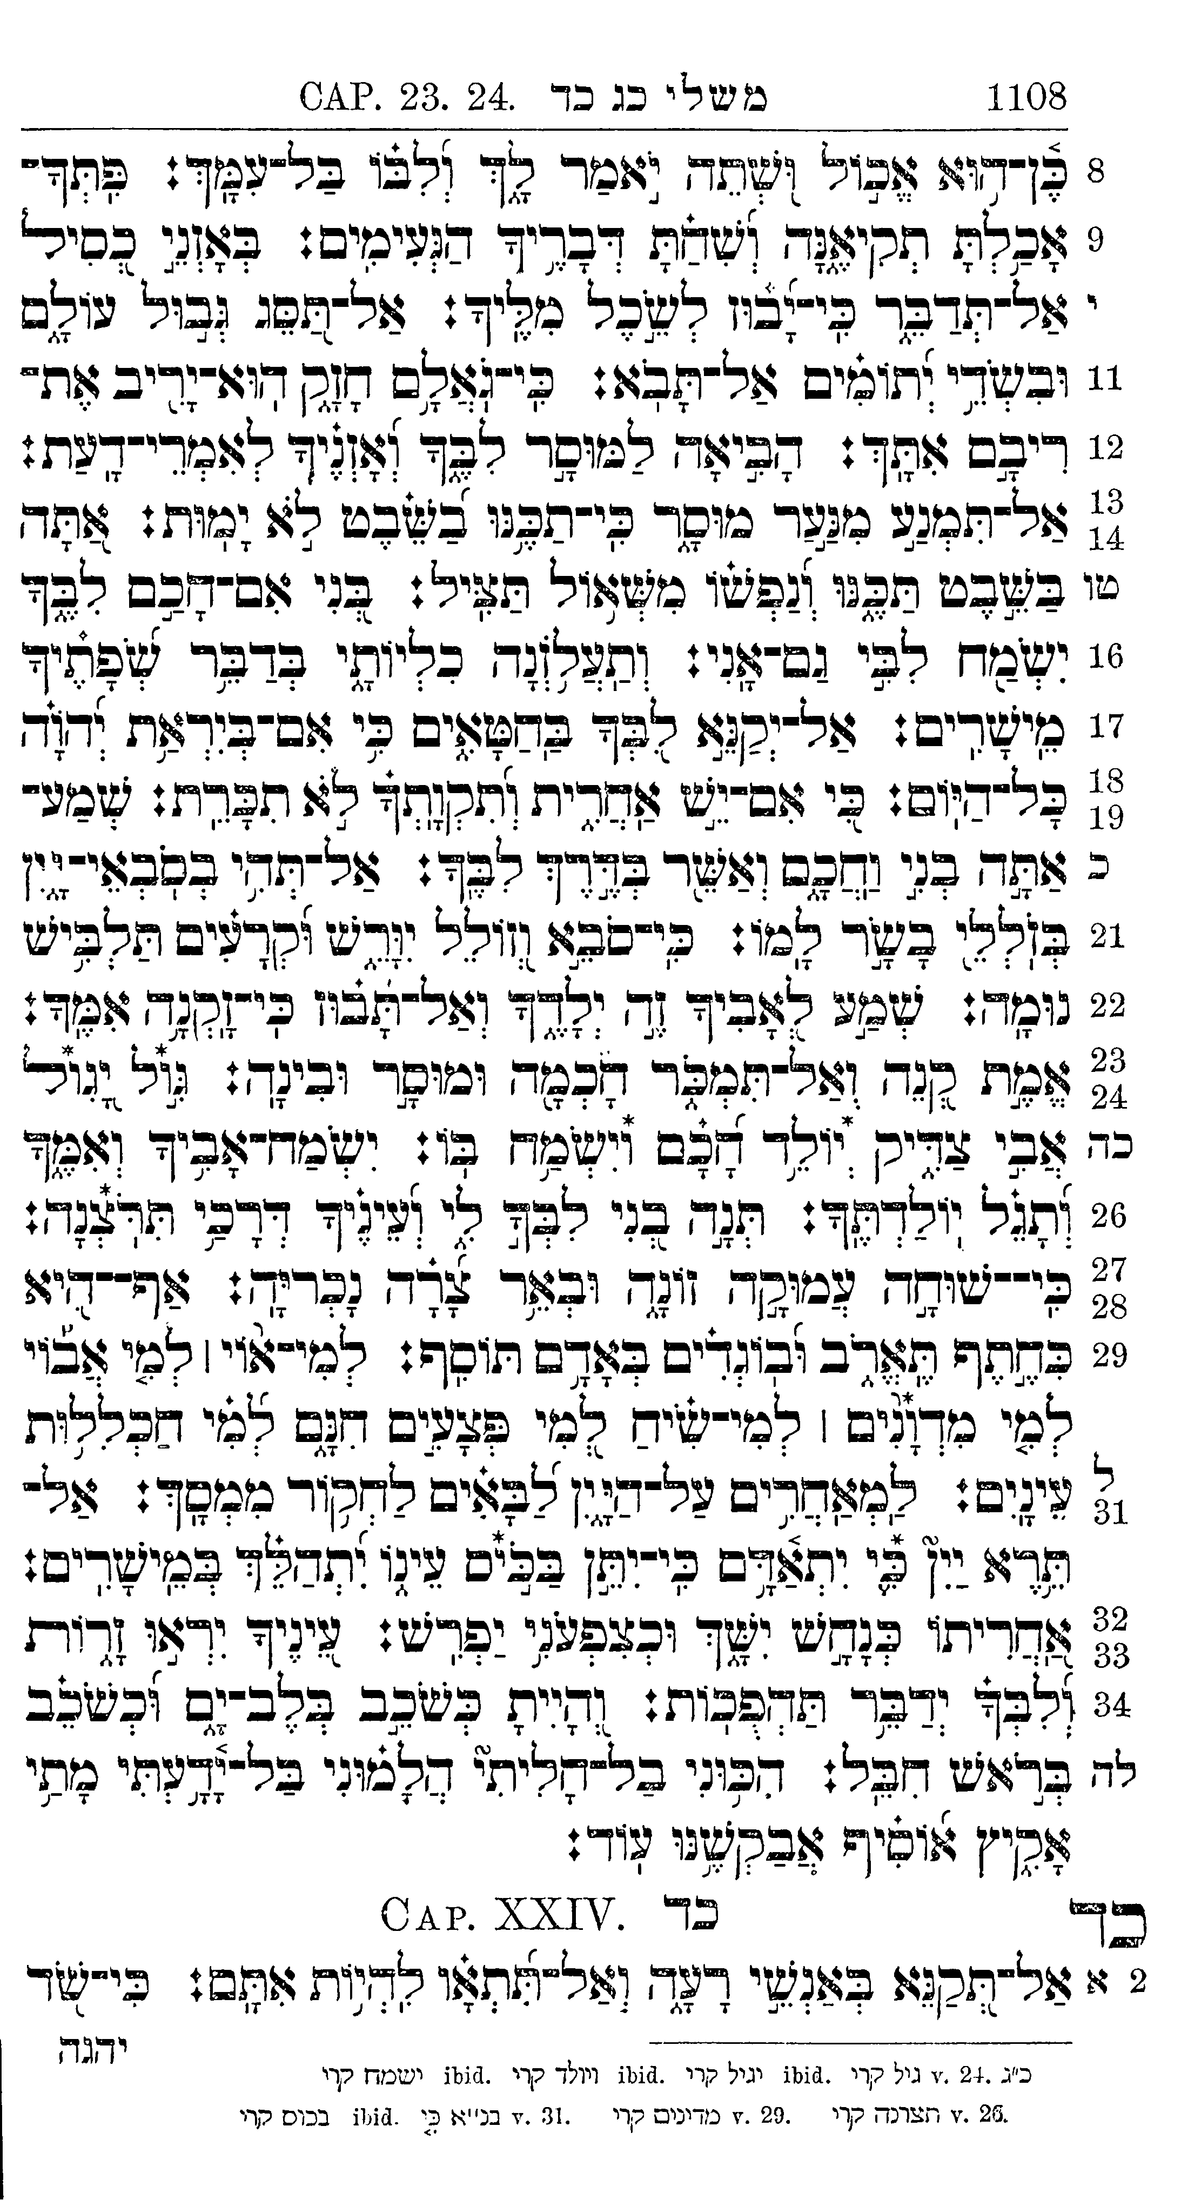 1108 משלי כג כד CAP. 23. 24.
8 כֶּן־ה֥וּא אֱכ֣וֹל וּ֭שְׁתֵה יֹ֣אמַר לָ֑ךְ וְ֝לִבּ֗וֹ בַּל־עִמָּֽךְ׃ פִּֽתְּךָ־
9 אָכַ֥לְתָּ תְקִיאֶ֑נָּה וְ֝שִׁחַ֗תָּ דְּבָרֶ֥יךָ הַנְּעִימִֽים׃ בְּאָזְנֵ֣י כְ֭סִיל
י אַל־תְּדַבֵּ֑ר כִּֽי־יָ֝ב֗וּז לְשֵׂ֣כֶל מִלֶּֽיךָ׃ אַל־תַּ֭סֵּג גְּב֣וּל עוֹלָ֑ם
11 וּבִשְׂדֵ֥י יְ֝תוֹמִ֗ים אַל־תָּבֹֽא׃ כִּֽי־גֹאֲלָ֥ם חָזָ֑ק הֽוּא־יָרִ֖יב אֶת־
12 רִיבָ֣ם אִתָּֽךְ׃ הָבִ֣יאָה לַמּוּסָ֣ר לִבֶּ֑ךָ וְ֝אָזְנֶ֗יךָ לְאִמְרֵי־דָֽעַת׃
13 אַל־תִּמְנַ֣ע מִנַּ֣עַר מוּסָ֑ר כִּֽי־תַכֶּ֥נּוּ בַ֝שֵּׁ֗בֶט לֹ֣א יָמֽוּת׃ אַ֭תָּה
14
טו בַּשֵּׁ֣בֶט תַּכֶּ֑נּוּ וְ֝נַפְשׁ֗וֹ מִשְּׁא֥וֹל תַּצִּֽיל׃ בְּ֭נִי אִם־חָכַ֣ם לִבֶּ֑ךָ
16 יִשְׂמַ֖ח לִבִּ֣י גַם־אָֽנִי׃ וְתַעֲלֹ֥זְנָה כִלְיוֹתָ֑י בְּדַבֵּ֥ר שְׂ֝פָתֶ֗יךָ
17 מֵֽישָׁרִֽים׃ אַל־יְקַנֵּ֣א לִ֭בְּךָ בַּֽחַטָּאִ֑ים כִּ֥י אִם־בְּיִרְאַ֥ת יְ֝הוָ֗ה
18 כָּל־הַיּֽוֹם׃ כִּ֭י אִם־יֵ֣שׁ אַחֲרִ֑ית וְ֝תִקְוָתְךָ֗ לֹ֣א תִכָּרֵֽת׃ שְׁמַע־
19
כ אַתָּ֣ה בְנִ֣י וַחֲכָ֑ם וְאַשֵּׁ֖ר בַּדֶּ֣רֶךְ לִבֶּֽךָ׃ אַל־תְּהִ֥י בְסֹֽבְאֵי־יָ֑יִן
21 בְּזֹֽלֲלֵ֖י בָשָׂ֣ר לָֽמוֹ׃ כִּֽי־סֹבֵ֣א וְ֭זוֹלֵל יִוָּרֵ֑שׁ וּ֝קְרָעִ֗ים תַּלְבִּ֥ישׁ
22 נוּמָֽה׃ שְׁמַ֣ע לְ֭אָבִיךָ זֶ֣ה יְלָדֶ֑ךָ וְאַל־תָּ֝ב֗וּז כִּֽי־זָקְנָ֥ה אִמֶּֽךָ׃
23 אֱמֶ֣ת קְ֭נֵה וְאַל־תִּמְכֹּ֑ר חָכְמָ֖ה וּמוּסָ֣ר וּבִינָֽה׃ גִּ֣וֹל יָ֭גִוֹל
24
כה אֲבִ֣י צַדִּ֑יק יְוֹלֵ֥ד חָ֝כָ֗ם וְיִשְׂמַ֥ח בּֽוֹ׃ יִֽשְׂמַח־אָבִ֥יךָ וְאִמֶּ֑ךָ
26 וְ֝תָגֵ֗ל יֽוֹלַדְתֶּֽךָ׃ תְּנָ֣ה בְנִ֣י לִבְּךָ֣ לִ֑י וְ֝עֵינֶ֗יךָ דְּרָכַ֥י תִּרֹּֽצְנָה׃
27 כִּֽי־שׁוּחָ֣ה עֲמוּקָּ֣ה זוֹנָ֑ה וּבְאֵ֥ר צָ֝רָ֗ה נָכְרִיָּֽה׃ אַף־הִ֭יא
28
29 כְּחֶ֣תֶף תֶּֽאֱרֹ֑ב וּ֝בוֹגְדִ֗ים בְּאָדָ֥ם תּוֹסִֽף׃ לְמִי־א֨וֹי ׀ לְמִ֪י אֲב֡וֹי
לְמִ֤י מִדְוָנִ֨ים ׀ לְמִי־שִׂ֗יחַ לְ֭מִי פְּצָעִ֣ים חִנָּ֑ם לְ֝מִ֗י חַכְלִל֥וּת
ל עֵינָֽיִם׃ לַֽמְאַחֲרִ֥ים עַל־הַיָּ֑יִן לַ֝בָּאִ֗ים לַחְקֹ֥ר מִמְסָֽךְ׃ אַל־
31
תֵּ֥רֶא יַיִן֮ כִּ֪י יִתְאַ֫דָּ֥ם כִּֽי־יִתֵּ֣ן בַּכִּ֣יס עֵינ֑וֹ יִ֝תְהַלֵּ֗ךְ בְּמֵישָׁרִֽים׃
32 אַ֭חֲרִיתוֹ כְּנָחָ֣שׁ יִשָּׁ֑ךְ וּֽכְצִפְעֹנִ֥י יַפְרִֽשׁ׃ עֵ֭ינֶיךָ יִרְא֣וּ זָר֑וֹת
33
34 וְ֝לִבְּךָ֗ יְדַבֵּ֥ר תַּהְפֻּכֽוֹת׃ וְ֭הָיִיתָ כְּשֹׁכֵ֣ב בְּלֶב־יָ֑ם וּ֝כְשֹׁכֵ֗ב
לה בְּרֹ֣אשׁ חִבֵּֽל׃ הִכּ֥וּנִי בַל־חָלִיתִי֮ הֲלָמ֗וּנִי בַּל־יָ֫דָ֥עְתִּי מָתַ֥י
אָקִ֑יץ א֝וֹסִ֗יף אֲבַקְשֶׁ֥נּוּ עֽוֹד׃
כד כד CAP. XXIV.
2 א אַל־תְּ֭קַנֵּא בְּאַנְשֵׁ֣י רָעָ֑ה וְאַל־תִּ֝תְאָ֗ו לִהְי֥וֹת אִתָּֽם׃ כִּי־שֹׁ֭ד
יהגה
כ״ג v. 24. גיל קרי ibid. יגיל קרי ibid. ויולד קרי ibid. ישמח קרי
v. 26. תצרנה קרי v. 29. מדינים קרי v. 31. בנ״א כִּ֤י ibid. בכוס קרי